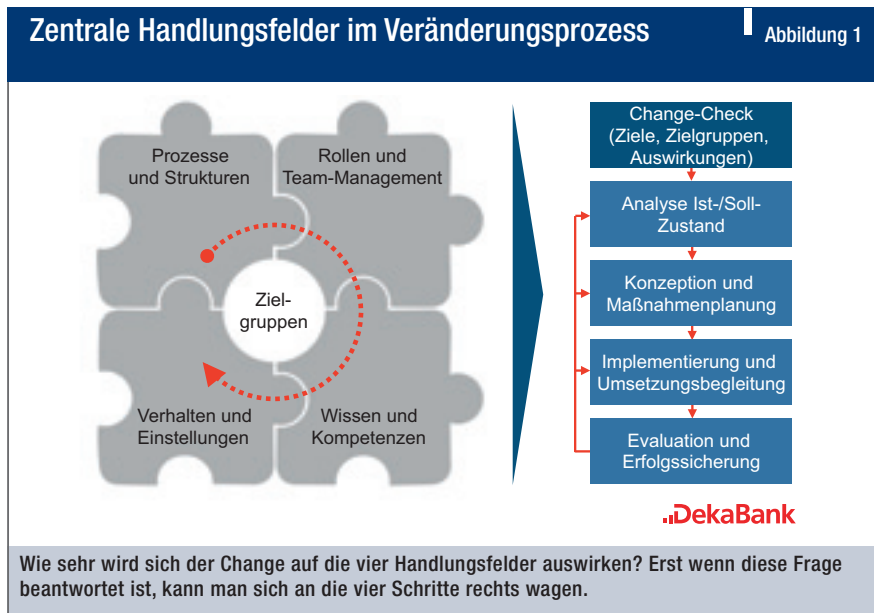 Zentrale Handlungsfelder im Veränderungsprozess
Abbildung 1
Prozesse
und Strukturen
Rollen und
Team-Management
Ziel-
gruppen
Verhalten und
Einstellungen
Wissen und
Kompetenzen
Change-Check
(Ziele, Zielgruppen,
Auswirkungen)
Analyse Ist-/Soll-
Zustand
Konzeption und
Maßnahmenplanung
Implementierung und
Umsetzungsbegleitung
Evaluation und
Erfolgssicherung
DekaBank
Wie sehr wird sich der Change auf die vier Handlungsfelder auswirken? Erst wenn diese Frage
beantwortet ist, kann man sich an die vier Schritte rechts wagen.